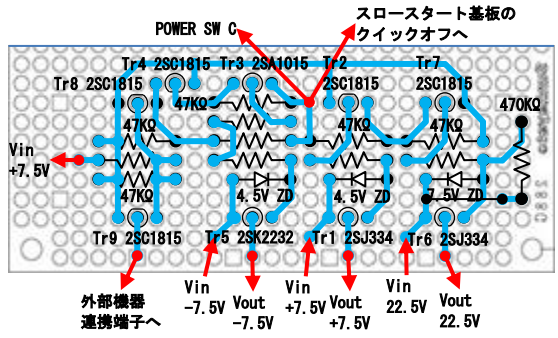 スロースタート基板の
クイックオフへ
POWER SW C
Tr4
Tr3
Tr2
Tr7
2SC1815
2SA1015
Tr8 2SC1815
2SC1815
2SC1815
47KΩ
470KΩ
47KΩ
47KΩ
47KΩ
47KΩ
Vin
+7.5V
47KΩ
4.5V ZD
4.5V ZD
7.5V ZD
Tr9 2SC1815
Tr5 2SK2232
Tr1 2SJ334
Tr6 2SJ334
外部機器
連携端子へ
Vin
-7.5V
Vout
-7.5V
Vin
+7.5V
Vout
+7.5V
Vin
22.5V
Vout
22.5V